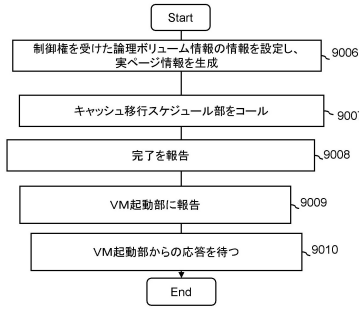 Start
制御権を受けた論理ボリューム情報の情報を設定し、
実ページ情報を生成
9006
キャッシュ移行スケジュール部をコール
9007
完了を報告
9008
VM起動部に報告
9009
VM起動部からの応答を待つ
9010
End